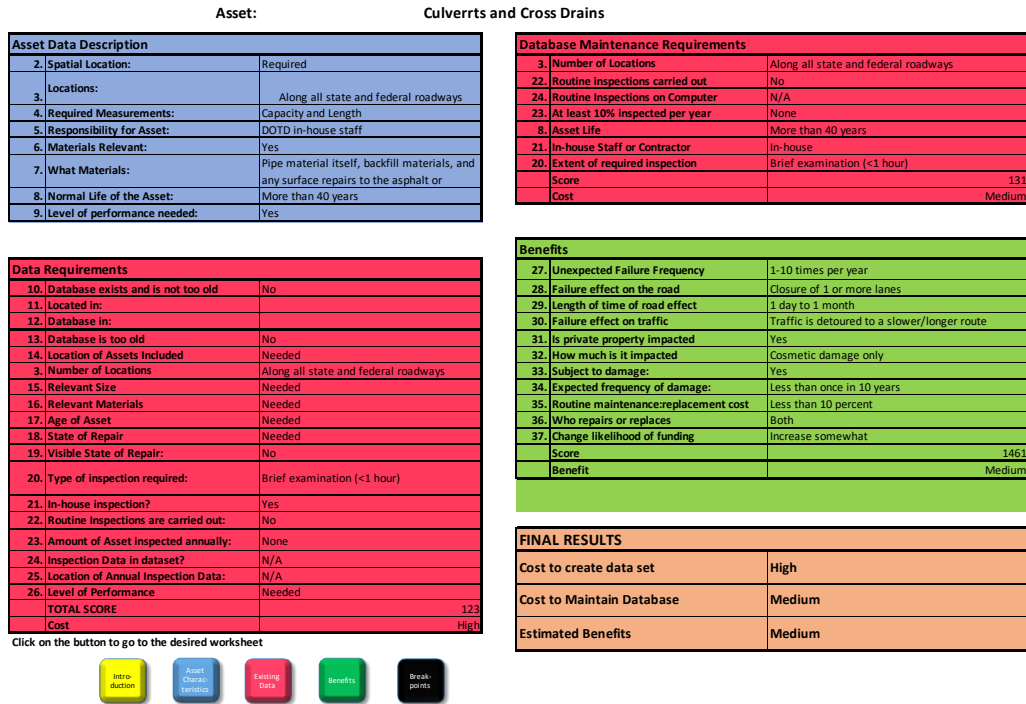 Asset: Culverrts and Cross Drains
Asset Data Description
2. Spatial Location: Required
3. Locations: Along all state and federal roadways
4. Required Measurements: Capacity and Length
5. Responsibility for Asset: DOTD in-house staff
6. Materials Relevant: Yes
7. What Materials: Pipe material itself, backfill materials, and
any surface repairs to the asphalt or
8. Normal Life of the Asset: More than 40 years
9. Level of performance needed: Yes
Data Requirements
10. Database exists and is not too old No
11. Located in:
12. Database in:
13. Database is too old No
14. Location of Assets Included Needed
3. Number of Locations Along all state and federal roadways
15. Relevant Size Needed
16. Relevant Materials Needed
17. Age of Asset Needed
18. State of Repair Needed
19. Visible State of Repair: No
20. Type of inspection required: Brief examination (<1 hour)
21. In-house inspection? Yes
22. Routine Inspections are carried out: No
23. Amount of Asset inspected annually: None
24. Inspection Data in dataset? N/A
25. Location of Annual Inspection Data: N/A
26. Level of Performance Needed
TOTAL SCORE 123
Cost High
Click on the button to go to the desired worksheet
Intro-
duction
Asset
Charac-
teristics
Existing
Data
Benefits
Break-
points
Database Maintenance Requirements
3. Number of Locations Along all state and federal roadways
22. Routine inspections carried out No
24. Routine Inspections on Computer N/A
23. At least 10% inspected per year None
8. Asset Life More than 40 years
21. In-house Staff or Contractor In-house
20. Extent of required inspection Brief examination (<1 hour)
Score 131
Cost Medium
Benefits
27. Unexpected Failure Frequency 1-10 times per year
28. Failure effect on the road Closure of 1 or more lanes
29. Length of time of road effect 1 day to 1 month
30. Failure effect on traffic Traffic is detoured to a slower/longer route
31. Is private property impacted Yes
32. How much is it impacted Cosmetic damage only
33. Subject to damage: Yes
34. Expected frequency of damage: Less than once in 10 years
35. Routine maintenance:replacement cost Less than 10 percent
36. Who repairs or replaces Both
37. Change likelihood of funding Increase somewhat
Score 1461
Benefit Medium
FINAL RESULTS
Cost to create data set High
Cost to Maintain Database Medium
Estimated Benefits Medium